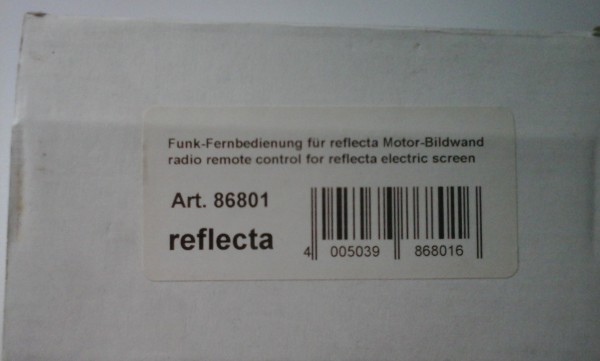 Funk-Fernbedienung für reflecta Motor-Bildwand
radio remote control for reflecta electric screen
Art. 86801
reflecta
4 005039 868016